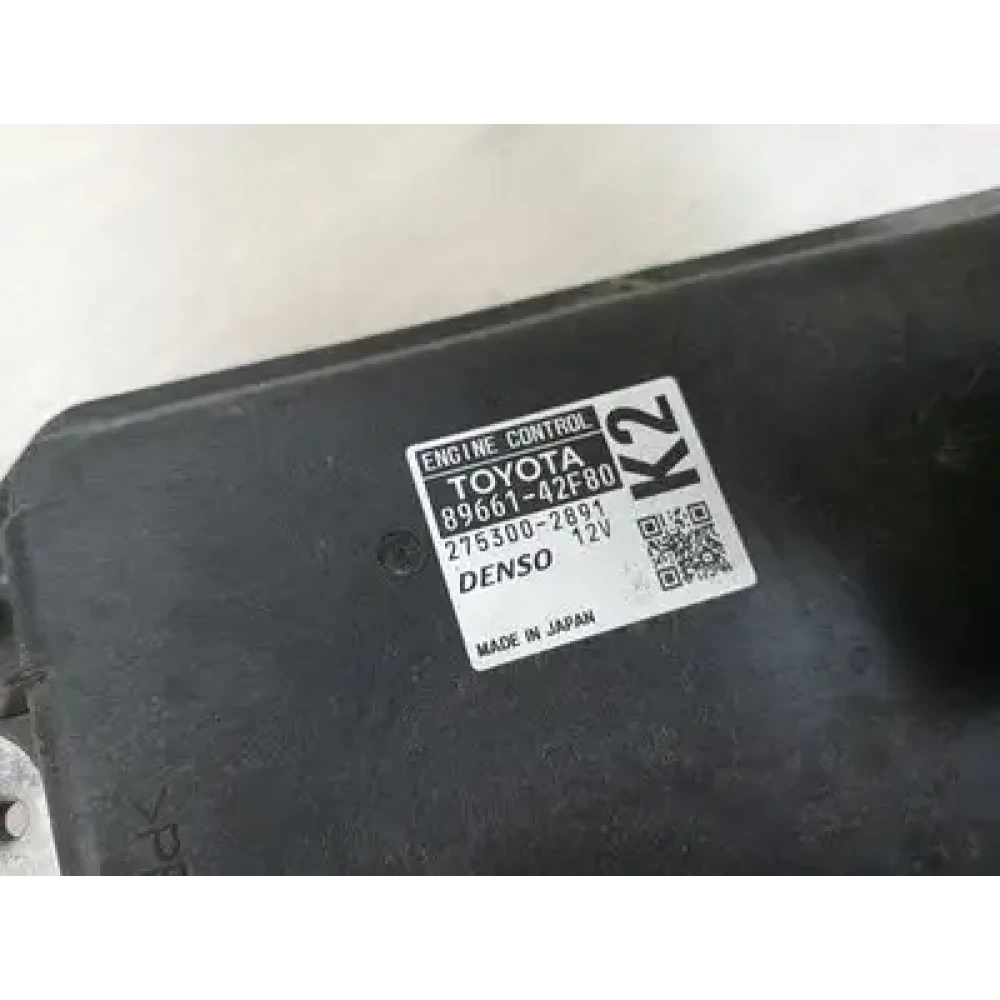 ENGINE CONTROL
TOYOTA
89661-42F80
275300-2891
12V
DENSO
MADE IN JAPAN
K2